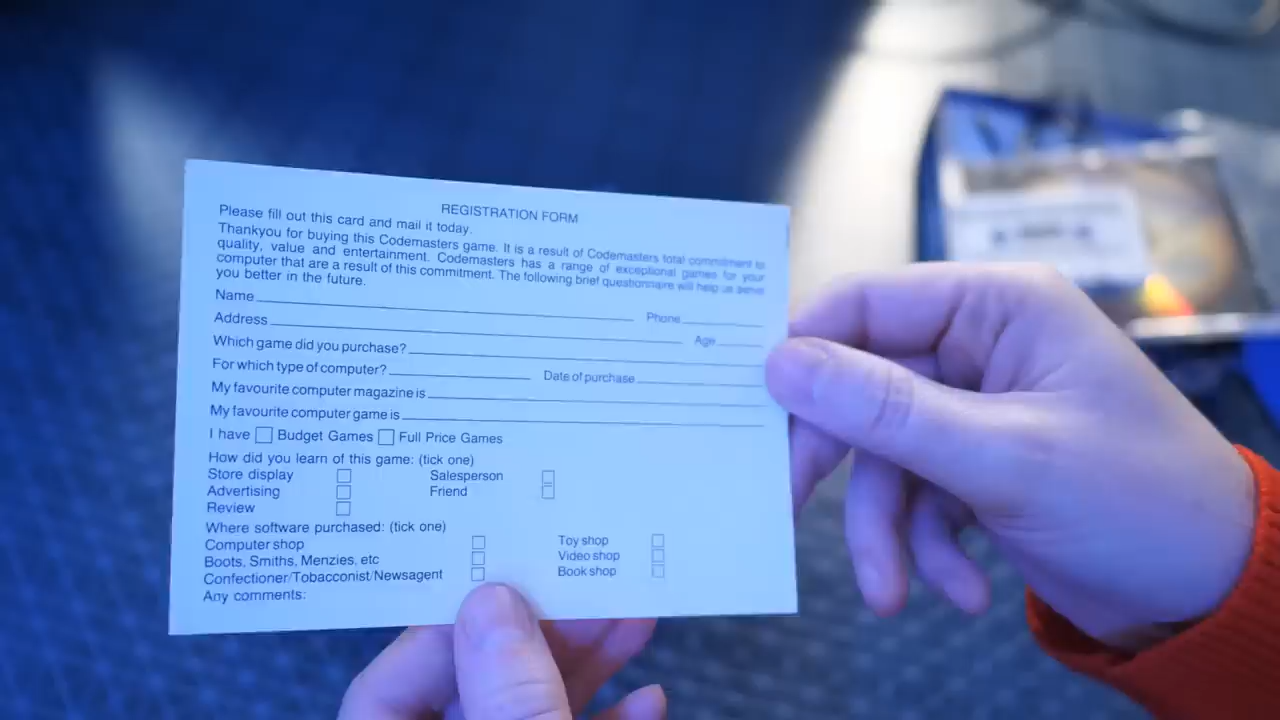 REGISTRATION FORM
Please fill out this card and mail it today.
Thankyou for buying this Codemasters game. It is a result of Codemasters total commitment to
quality, value and entertainment. Codemasters has a range of exceptional games for your
computer that are a result of this commitment. The following brief questionnaire will help us serve
you better in the future.
Name Phone
Address Age
Which game did you purchase?
For which type of computer? Date of purchase
My favourite computer magazine is
My favourite computer game is
I have Budget Games Full Price Games
How did you learn of this game: (tick one)
Store display Salesperson
Advertising Friend
Review
Where software purchased: (tick one)
Computer shop Toy shop
Boots, Smiths, Menzies, etc Video shop
Confectioner/Tobacconist/Newsagent Book shop
Any comments: